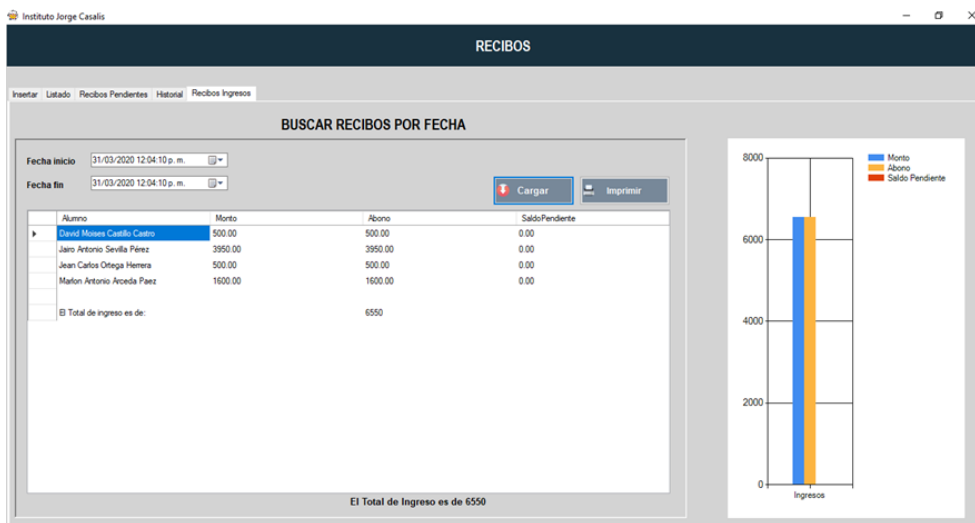 Instituto Jorge Casalis
RECIBOS
Insertar Listado Recibos Pendientes Historial Recibos Ingresos
BUSCAR RECIBOS POR FECHA
Fecha inicio 31/03/2020 12:04:10 p. m.
Fecha fin 31/03/2020 12:04:10 p. m.
Cargar Imprimir
Alumno Monto Abono SaldoPendiente
David Moises Castillo Castro 500.00 500.00 0.00
Jairo Antonio Sevilla Pérez 3950.00 3950.00 0.00
Jean Carlos Ortega Herrera 500.00 500.00 0.00
Marlon Antonio Arceda Paez 1600.00 1600.00 0.00
El Total de ingreso es de: 6550
El Total de Ingreso es de 6550
8000
6000
4000
2000
0
Ingresos
Monto
Abono
Saldo Pendiente